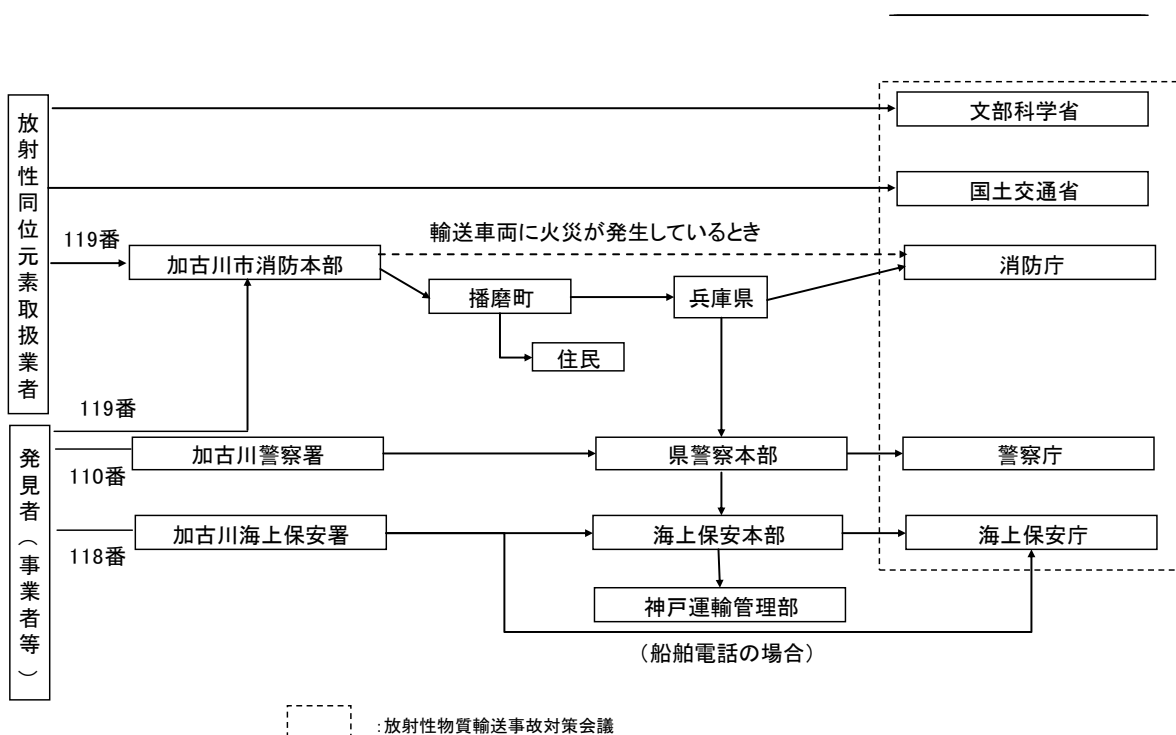 文部科学省
放射性同位元素取扱業者
国土交通省
119番
輸送車両に火災が発生しているとき
加古川市消防本部
消防庁
播磨町
兵庫県
住民
119番
発見者(事業者等)
加古川警察署
県警察本部
警察庁
110番
加古川海上保安署
海上保安本部
海上保安庁
118番
神戸運輸管理部
(船舶電話の場合)
:放射性物質輸送事故対策会議